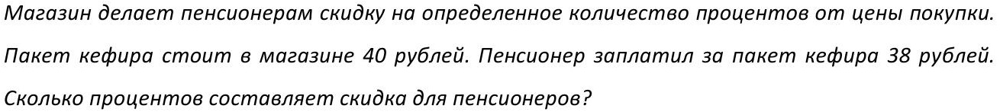 Магазин делает пенсионерам скидку на определенное количество процентов от цены покупки.
Пакет кефира стоит в магазине 40 рублей. Пенсионер заплатил за пакет кефира 38 рублей.
Сколько процентов составляет скидка для пенсионеров?